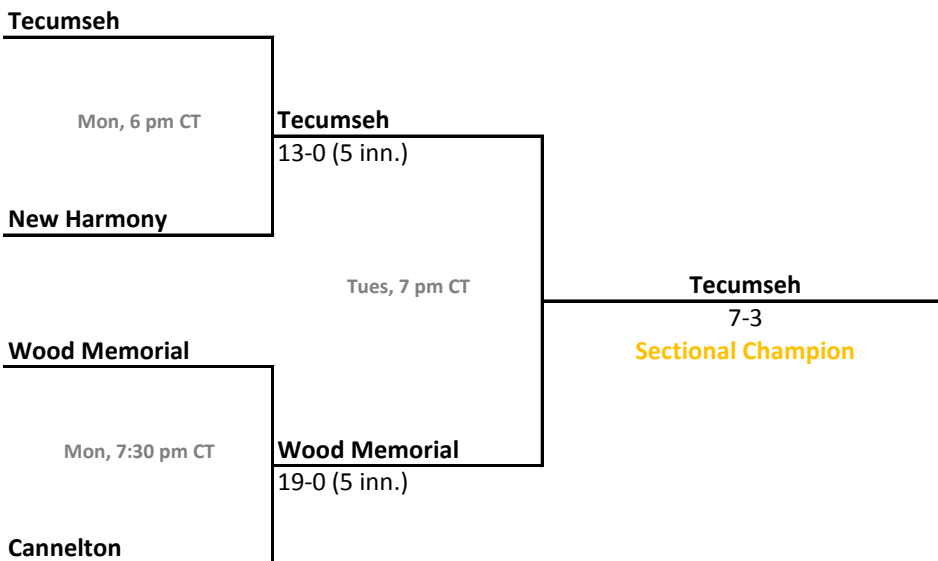 Tecumseh
Mon, 6 pm CT
Tecumseh
13-0 (5 inn.)
New Harmony
Tues, 7 pm CT
Tecumseh
7-3
Sectional Champion
Wood Memorial
Mon, 7:30 pm CT
Wood Memorial
19-0 (5 inn.)
Cannelton